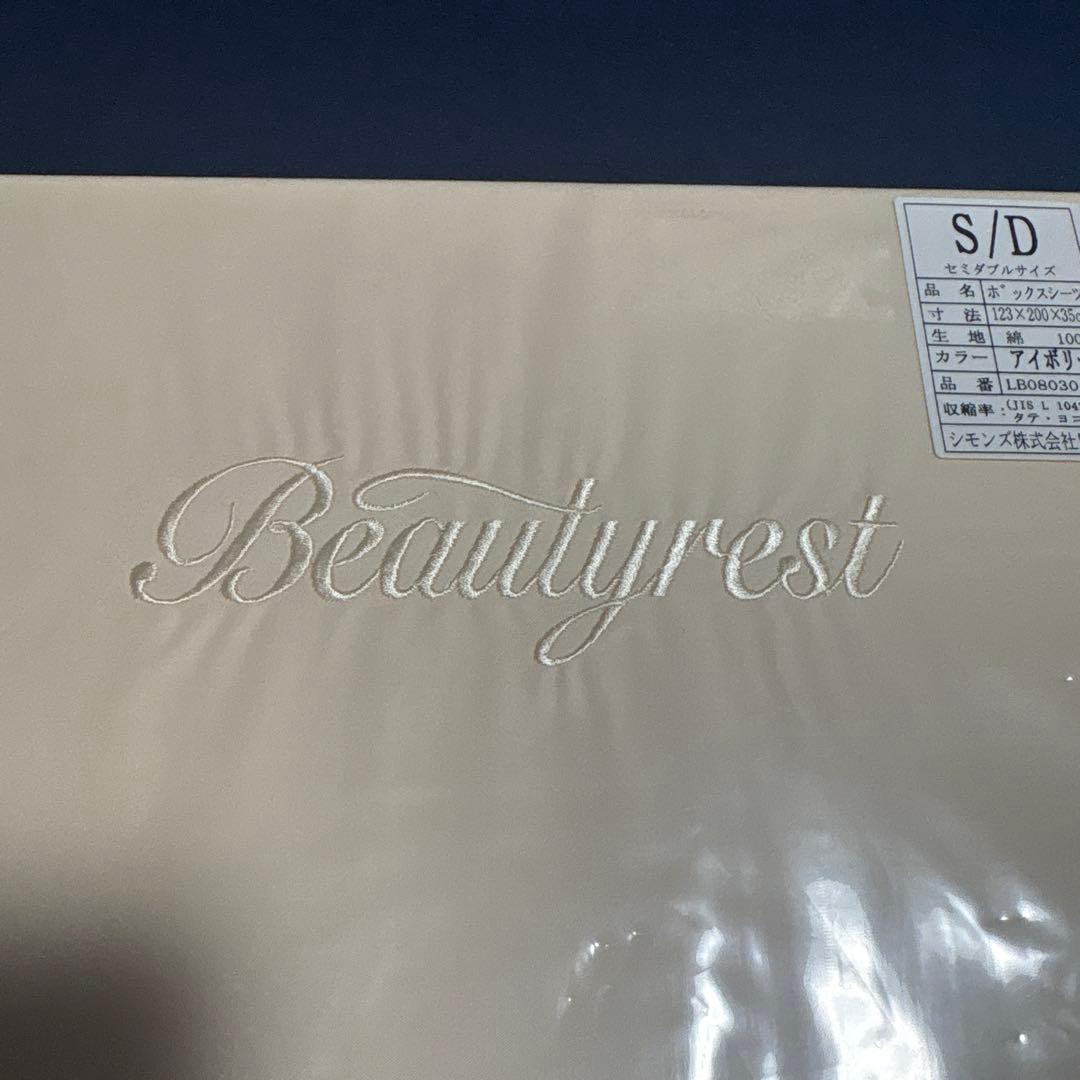 S/D
セミダブルサイズ
品 名 ボックスシーツ
寸 法 123×200×35c
生 地 綿 100
カラー アイボリー
品 番 LB08030
収縮率:(JIS L 104
タテ・ヨコ
シモンズ株式会社
Beautyrest